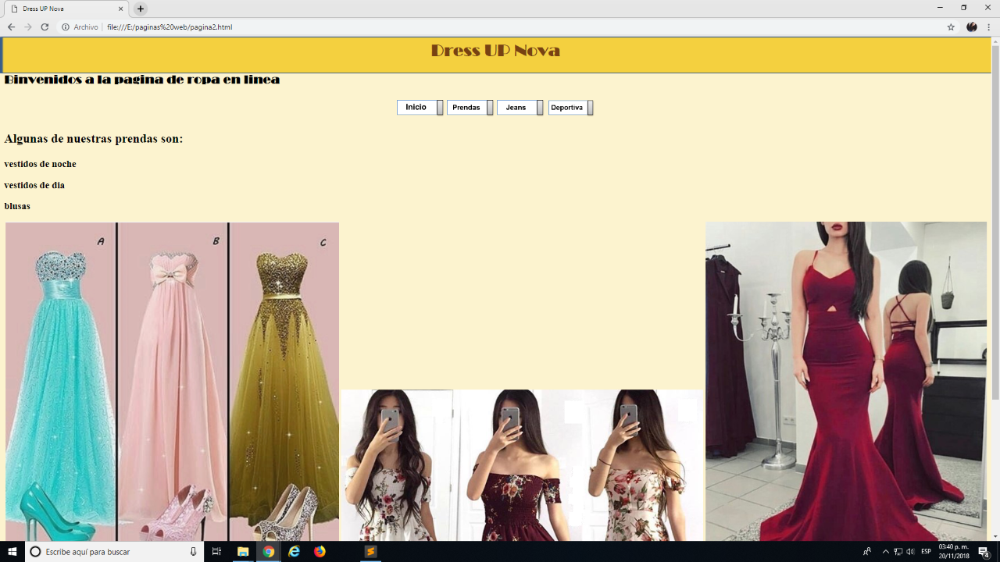 Dress UP Nova
Archivo file:///E:/paginas%20web/pagina2.html
Dress UP Nova
Binvenidos a la pagina de ropa en linea
Inicio Prendas Jeans Deportiva
Algunas de nuestras prendas son:
vestidos de noche
vestidos de dia
blusas
A B C
Escribe aquí para buscar
ESP
03:40 p. m.
20/11/2018
4